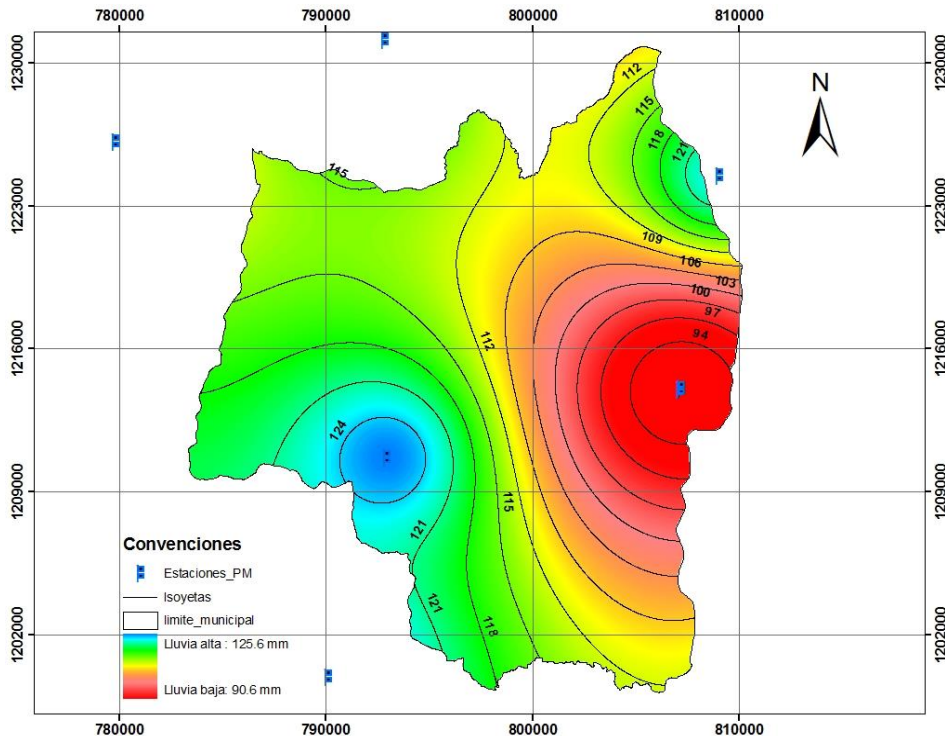 780000 790000 800000 810000
1230000 1230000
N
112
115
118
121
115
1223000 1223000
109
106
103
100
97
94
1216000 1216000
112
124
1209000 1209000
115
121
121
118
Convenciones
Estaciones_PM
Isoyetas
limite_municipal
Lluvia alta : 125.6 mm
Lluvia baja: 90.6 mm
1202000 1202000
780000 790000 800000 810000